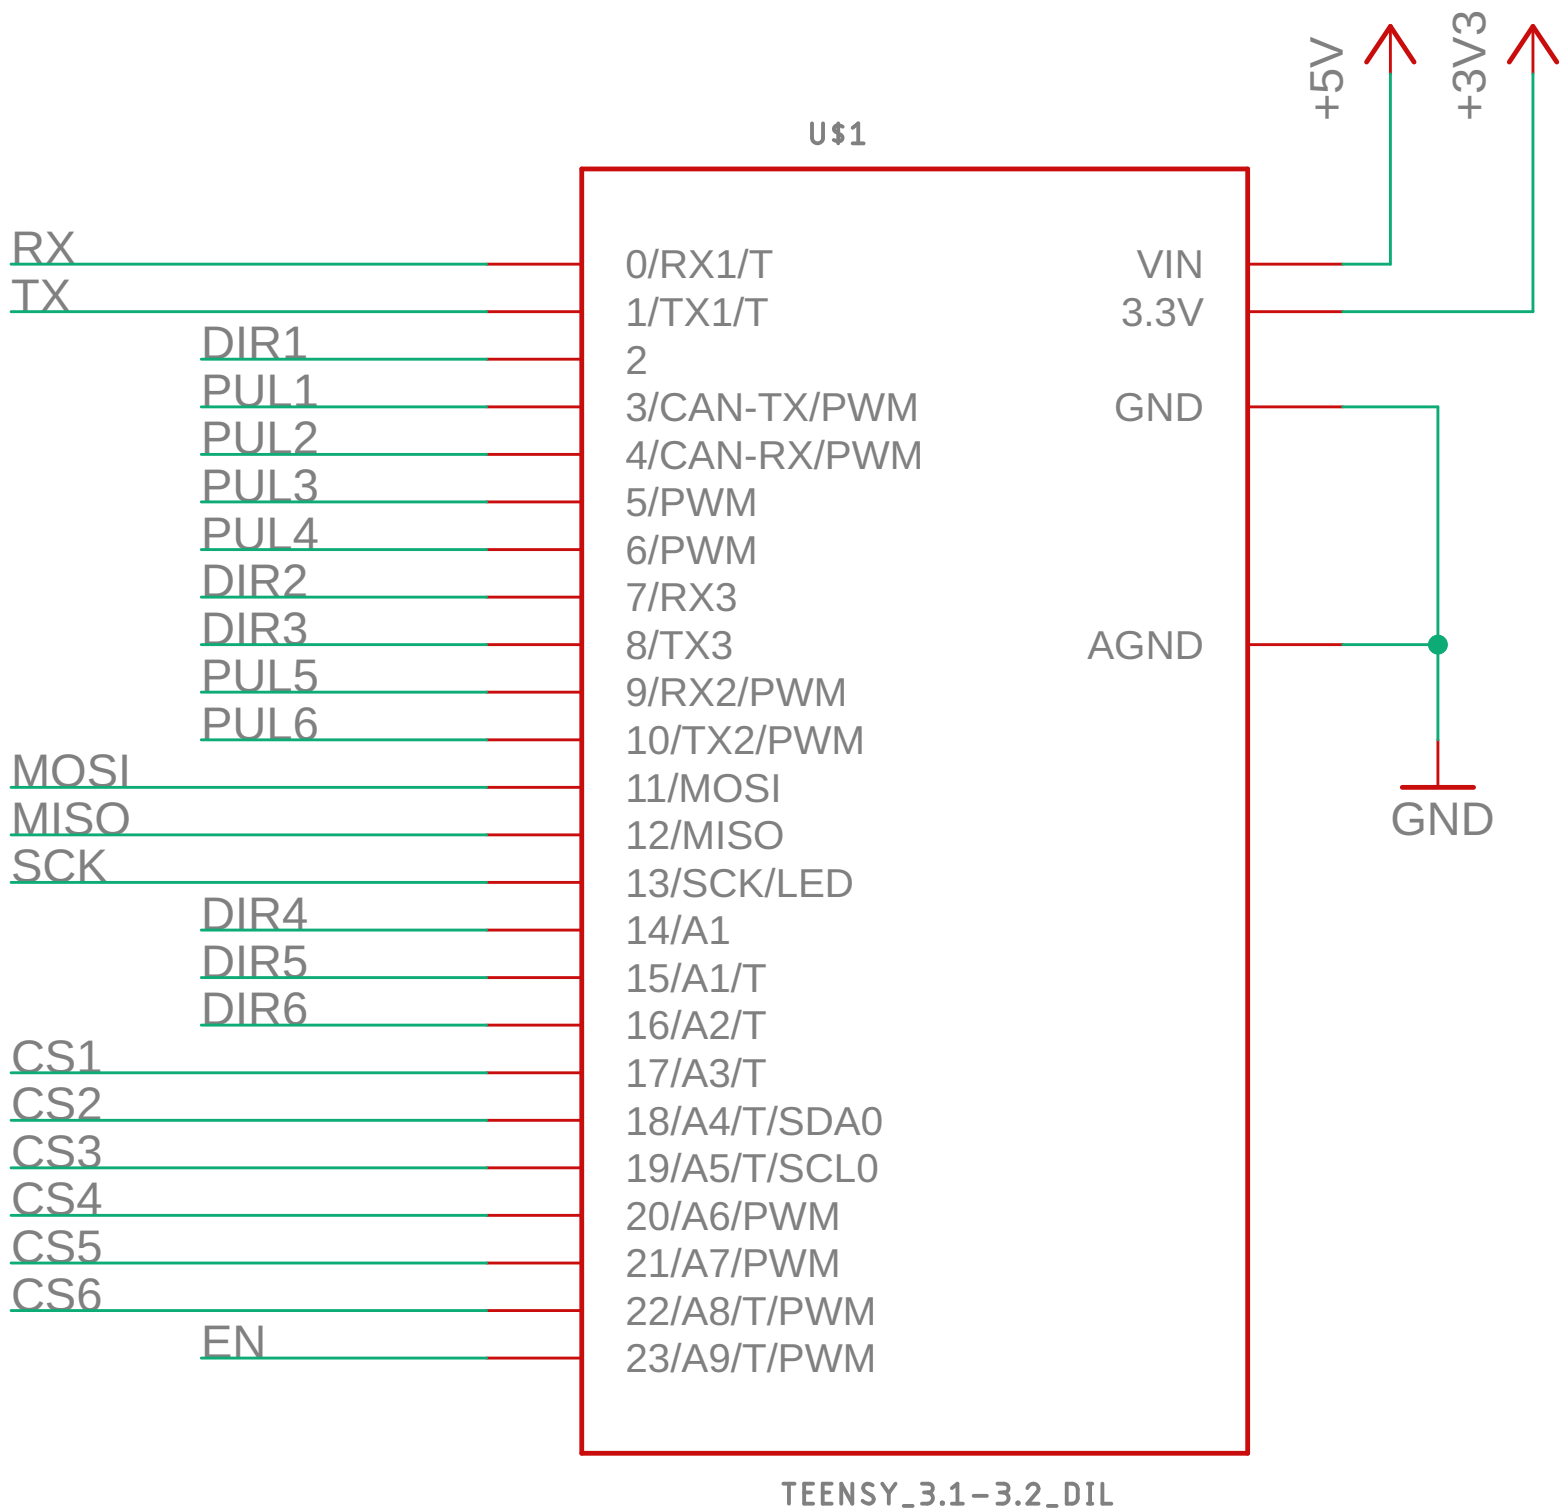 +5V
+3V3
U$1
RX 0/RX1/T VIN
TX 1/TX1/T 3.3V
DIR1 2
PUL1 3/CAN-TX/PWM GND
PUL2 4/CAN-RX/PWM
PUL3 5/PWM
PUL4 6/PWM
DIR2 7/RX3
DIR3 8/TX3 AGND
PUL5 9/RX2/PWM
PUL6 10/TX2/PWM
MOSI 11/MOSI
MISO 12/MISO GND
SCK 13/SCK/LED
DIR4 14/A1
DIR5 15/A1/T
DIR6 16/A2/T
CS1 17/A3/T
CS2 18/A4/T/SDA0
CS3 19/A5/T/SCL0
CS4 20/A6/PWM
CS5 21/A7/PWM
CS6 22/A8/T/PWM
EN 23/A9/T/PWM
TEENSY_3.1-3.2_DIL